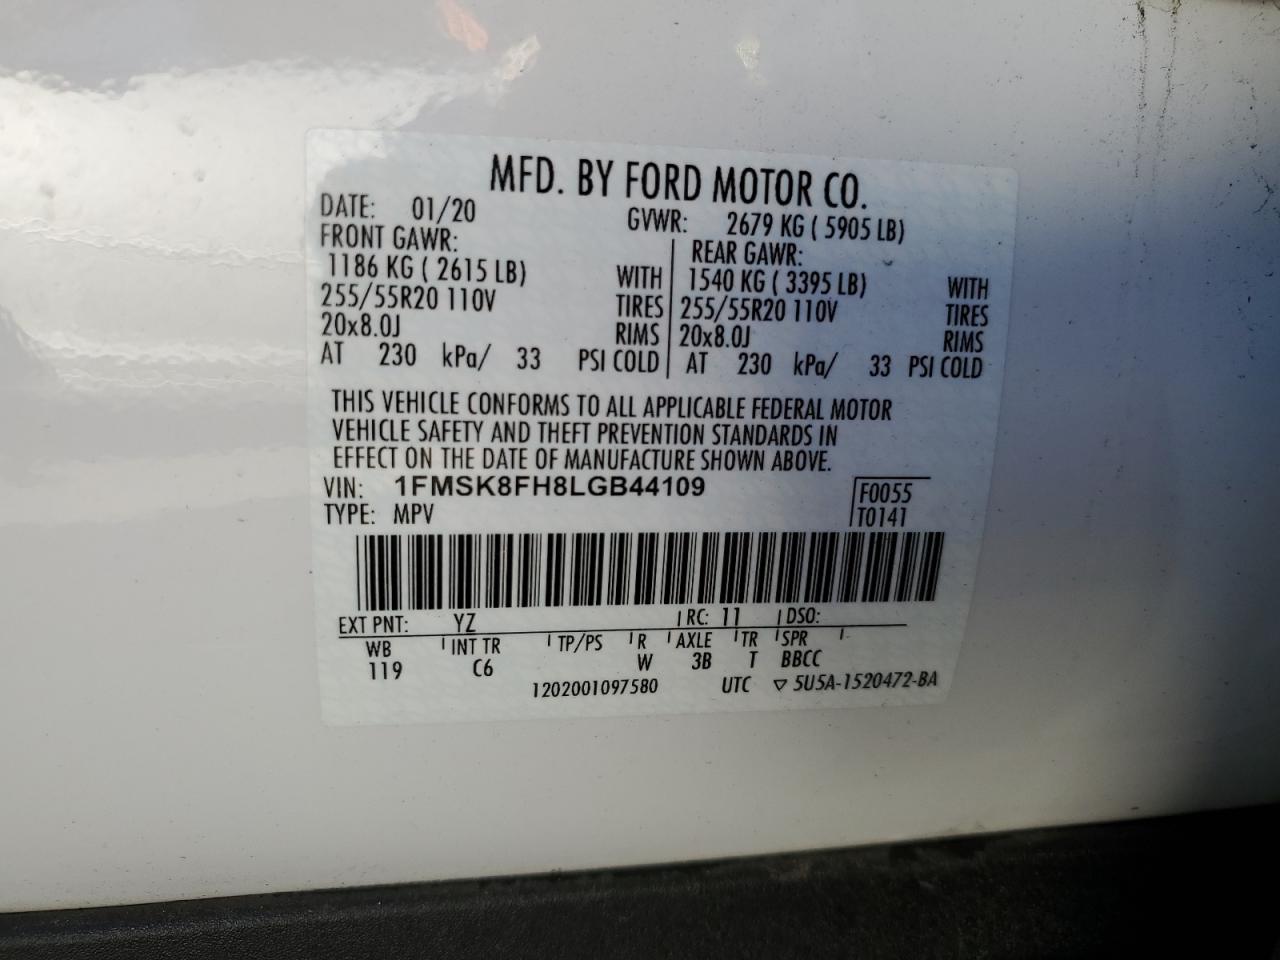 MFD. BY FORD MOTOR CO.
DATE: 01/20 GVWR: 2679 KG ( 5905 LB)
FRONT GAWR: REAR GAWR:
1186 KG ( 2615 LB) WITH 1540 KG ( 3395 LB) WITH
255/55R20 110V TIRES 255/55R20 110V TIRES
20x8.0J RIMS 20x8.0J RIMS
AT 230 kPa/ 33 PSI COLD AT 230 kPa/ 33 PSI COLD
THIS VEHICLE CONFORMS TO ALL APPLICABLE FEDERAL MOTOR
VEHICLE SAFETY AND THEFT PREVENTION STANDARDS IN
EFFECT ON THE DATE OF MANUFACTURE SHOWN ABOVE.
VIN: 1FMSK8FH8LGB44109 F0055
TYPE: MPV T0141
EXT PNT: YZ RC: 11 DSO:
WB INT TR TP/PS R AXLE TR SPR
119 C6 W 3B T BBCC
1202001097580 UTC ▽ 5U5A-1520472-BA